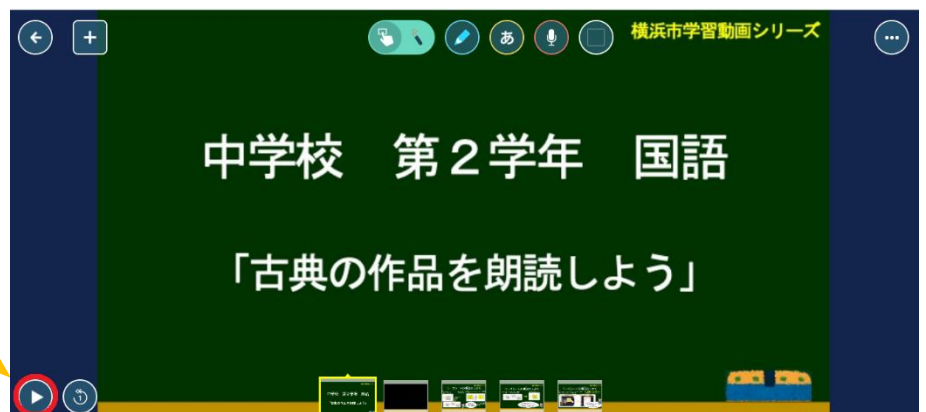 あ
横浜市学習動画シリーズ
中学校　第２学年　国語
「古典の作品を朗読しよう」